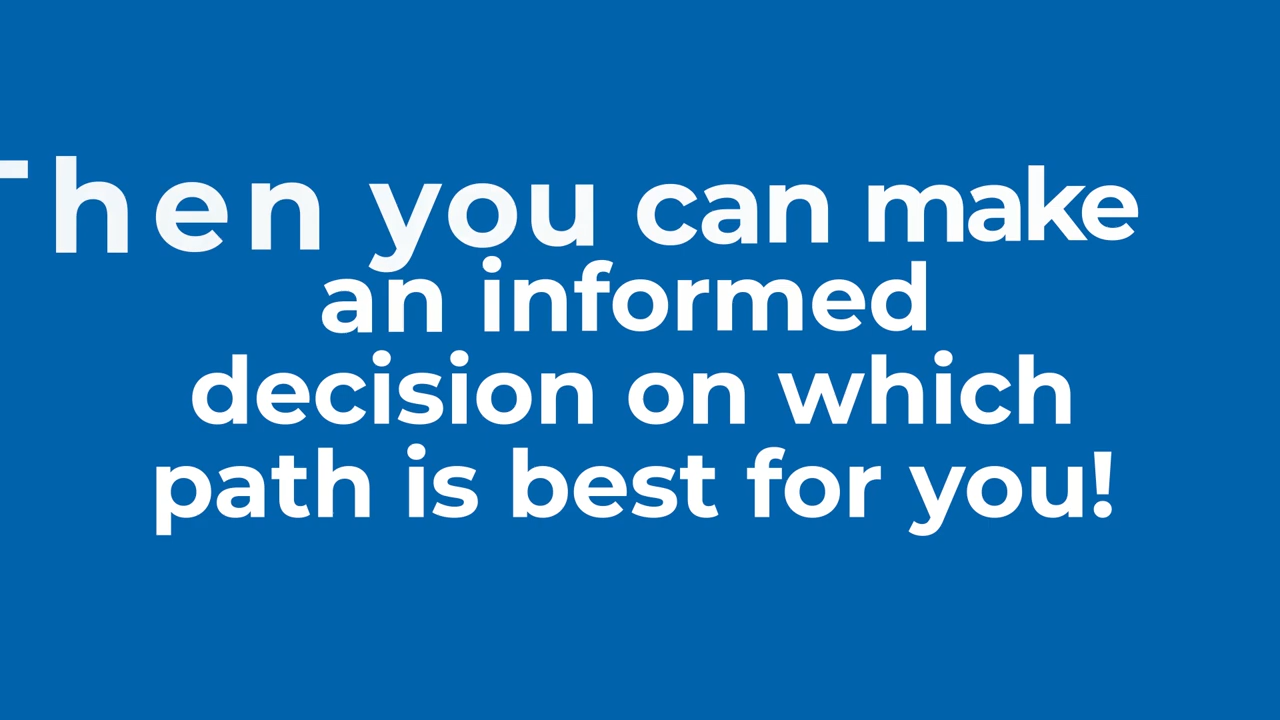 Then you can make
an informed
decision on which
path is best for you!